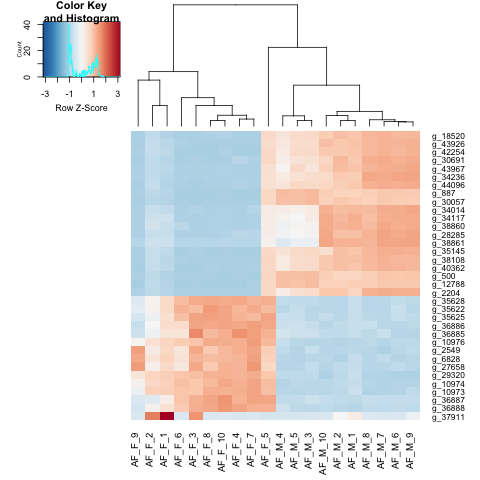 Color Key
and Histogram
Count
0 20 40
-3 -1 1 3
Row Z-Score
g_18520
g_43926
g_42254
g_30691
g_43967
g_34236
g_44096
g_887
g_30057
g_34014
g_34117
g_38860
g_28285
g_38861
g_35145
g_38108
g_40362
g_500
g_12788
g_2204
g_35628
g_35622
g_35625
g_36886
g_36885
g_10976
g_2549
g_6828
g_27658
g_29320
g_10974
g_10973
g_36887
g_36888
g_37911
AF_F_9
AF_F_2
AF_F_1
AF_F_6
AF_F_3
AF_F_8
AF_F_10
AF_F_4
AF_F_7
AF_F_5
AF_M_4
AF_M_5
AF_M_3
AF_M_10
AF_M_2
AF_M_1
AF_M_8
AF_M_7
AF_M_6
AF_M_9